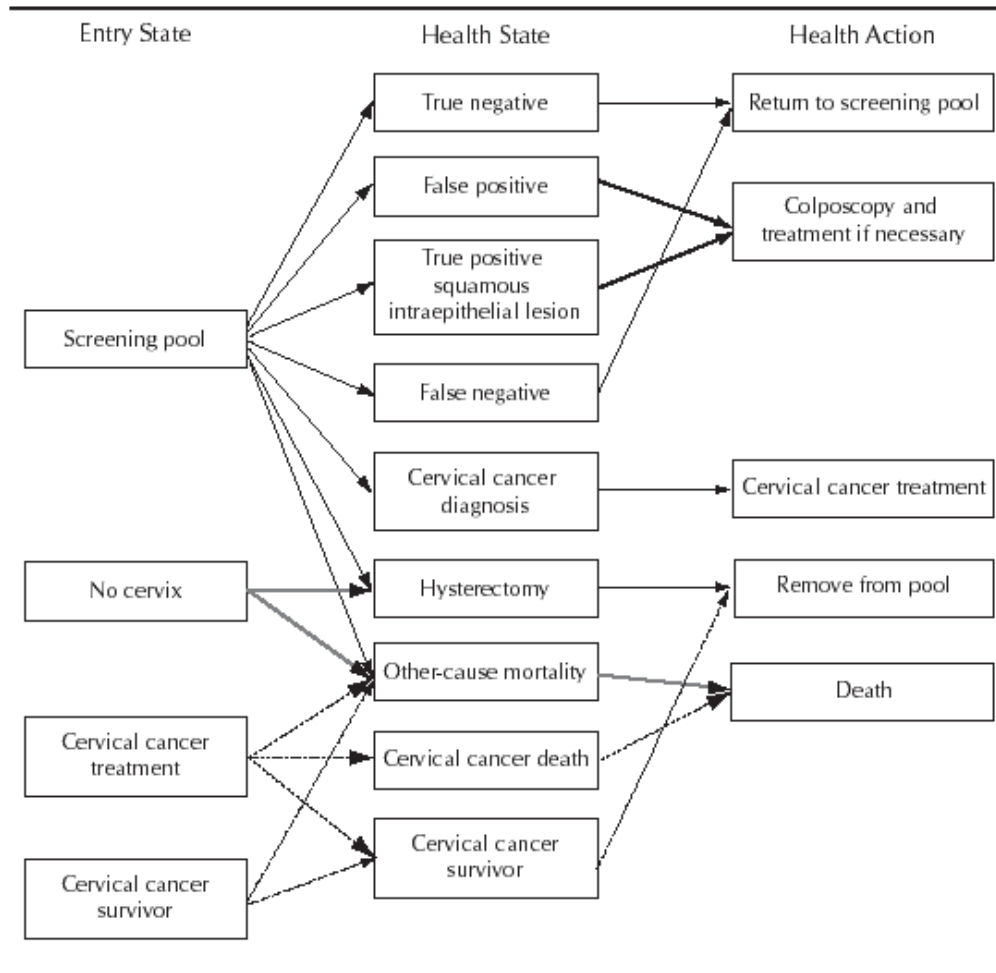 Entry State
Health State
Health Action
True negative
Return to screening pool
False positive
Colposcopy and
treatment if necessary
True positive
squamous
intraepithelial lesion
Screening pool
False negative
Cervical cancer
diagnosis
Cervical cancer treatment
No cervix
Hysterectomy
Remove from pool
Other-cause mortality
Death
Cervical cancer
treatment
Cervical cancer death
Cervical cancer
survivor
Cervical cancer
survivor